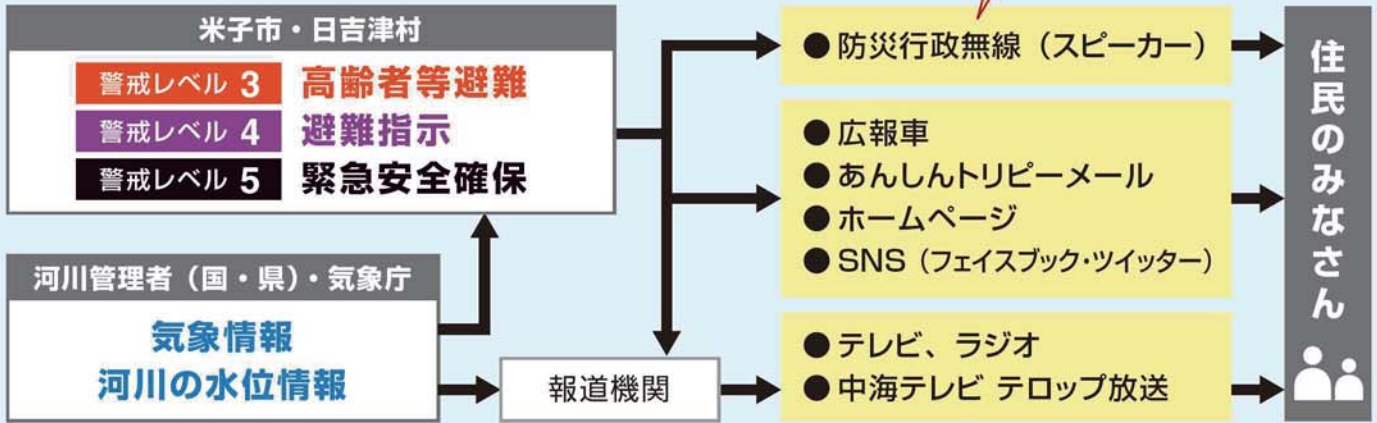 米子市・日吉津村
警戒レベル 3 高齢者等避難
警戒レベル 4 避難指示
警戒レベル 5 緊急安全確保
河川管理者（国・県）・気象庁
気象情報
河川の水位情報
報道機関
● 防災行政無線（スピーカー）
● 広報車
● あんしんトリピーメール
● ホームページ
● SNS（フェイスブック・ツイッター）
● テレビ、ラジオ
● 中海テレビ テロップ放送
住民のみなさん